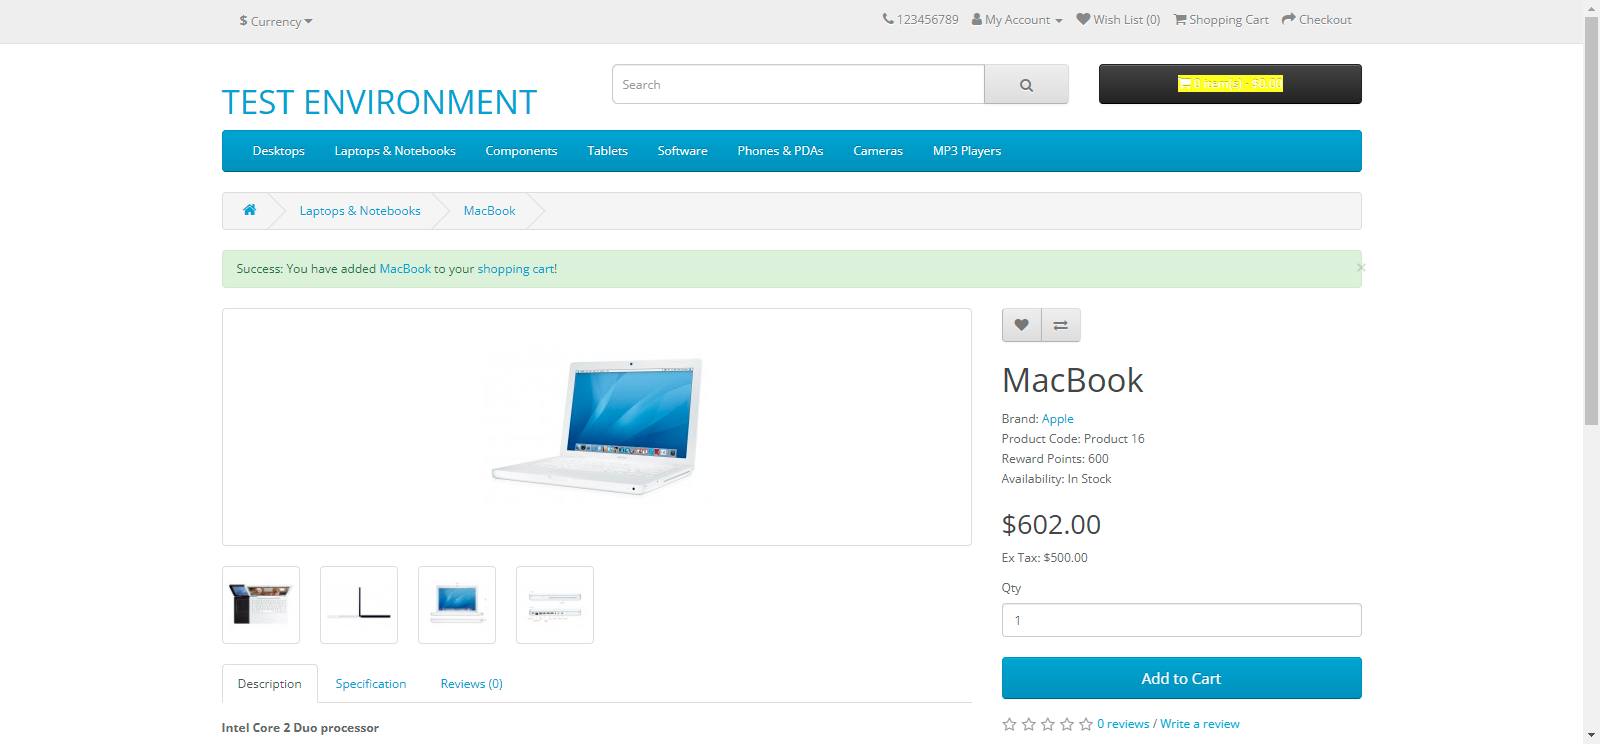 $ Currency
123456789 My Account Wish List (0) Shopping Cart Checkout
TEST ENVIRONMENT
Search
0 item(s) - $0.00
Desktops Laptops & Notebooks Components Tablets Software Phones & PDAs Cameras MP3 Players
Laptops & Notebooks MacBook
Success: You have added MacBook to your shopping cart!
×
MacBook
Brand: Apple
Product Code: Product 16
Reward Points: 600
Availability: In Stock
$602.00
Ex Tax: $500.00
Qty
1
Add to Cart
0 reviews / Write a review
Description Specification Reviews (0)
Intel Core 2 Duo processor